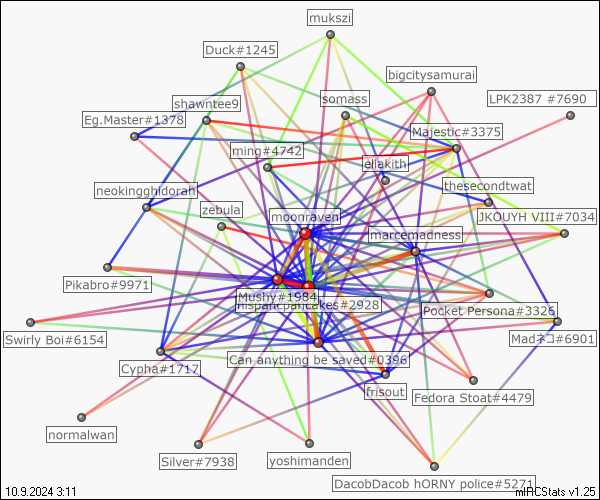 mukszi
Duck#1245
bigcitysamurai
LPK2387 #7690
somass
shawntee9
Eg.Master#1378
Majestic#3375
ming#4742
eliakith
thesecondtwat
neokingghidorah
zebula
moonraven
JKOUYH VIII#7034
marcemadness
Pikabro#9971
Mushy#1984
hispanicpancakes#2928
Pocket Persona#3326
Swirly Boi#6154
Madネコ#6901
Can anything be saved#0396
Cypha#1717
frisout
Fedora Stoat#4479
normalwan
Silver#7938
yoshimanden
DacobDacob hORNY police#5271
10.9.2024 3:11
mIRCStats v1.25